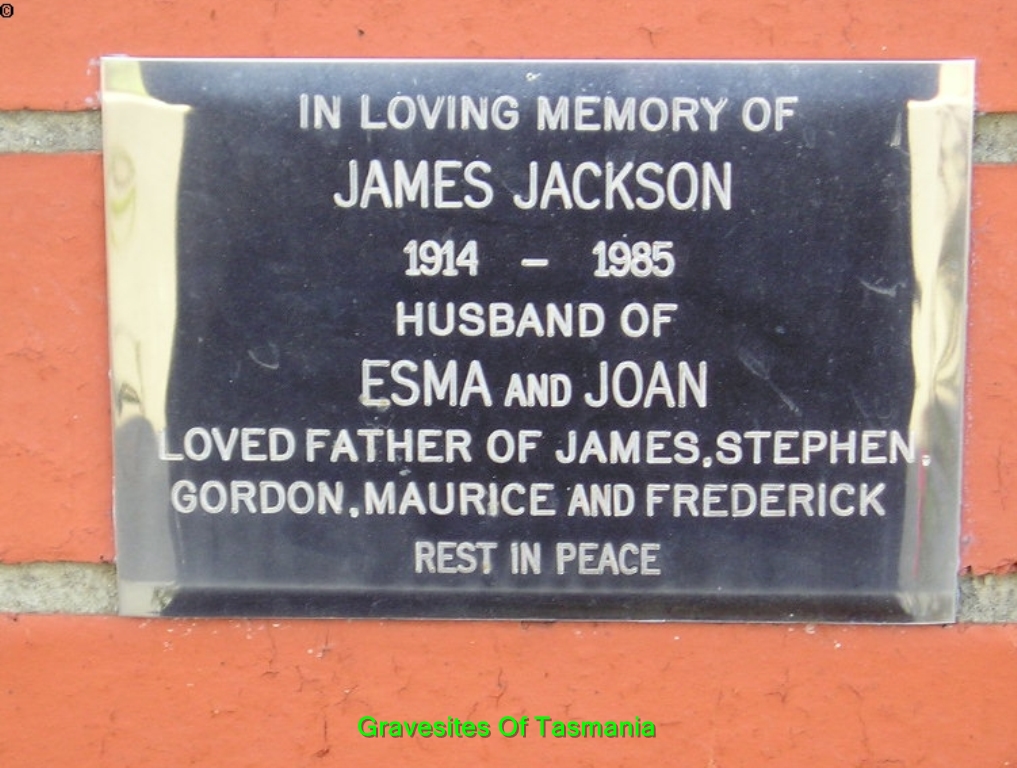 ©
IN LOVING MEMORY OF
JAMES JACKSON
1914 – 1985
HUSBAND OF
ESMA AND JOAN
LOVED FATHER OF JAMES, STEPHEN,
GORDON, MAURICE AND FREDERICK
REST IN PEACE
Gravesites Of Tasmania